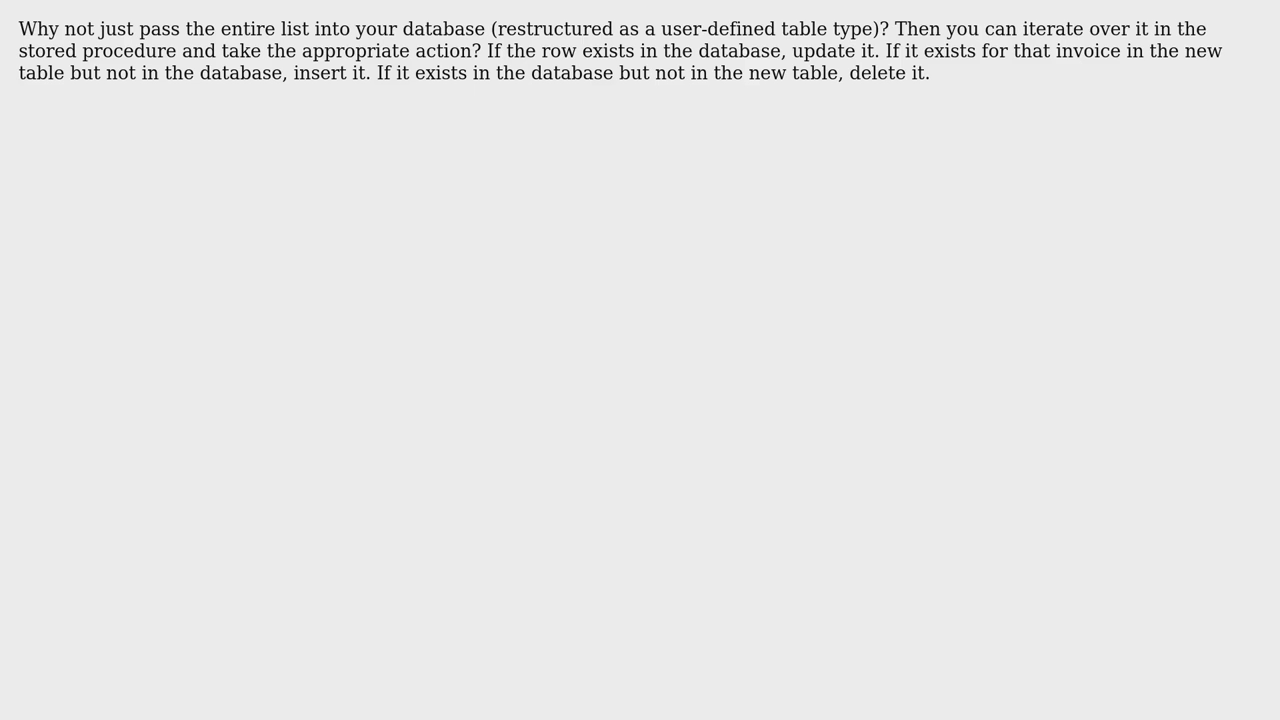 Why not just pass the entire list into your database (restructured as a user-defined table type)? Then you can iterate over it in the
stored procedure and take the appropriate action? If the row exists in the database, update it. If it exists for that invoice in the new
table but not in the database, insert it. If it exists in the database but not in the new table, delete it.